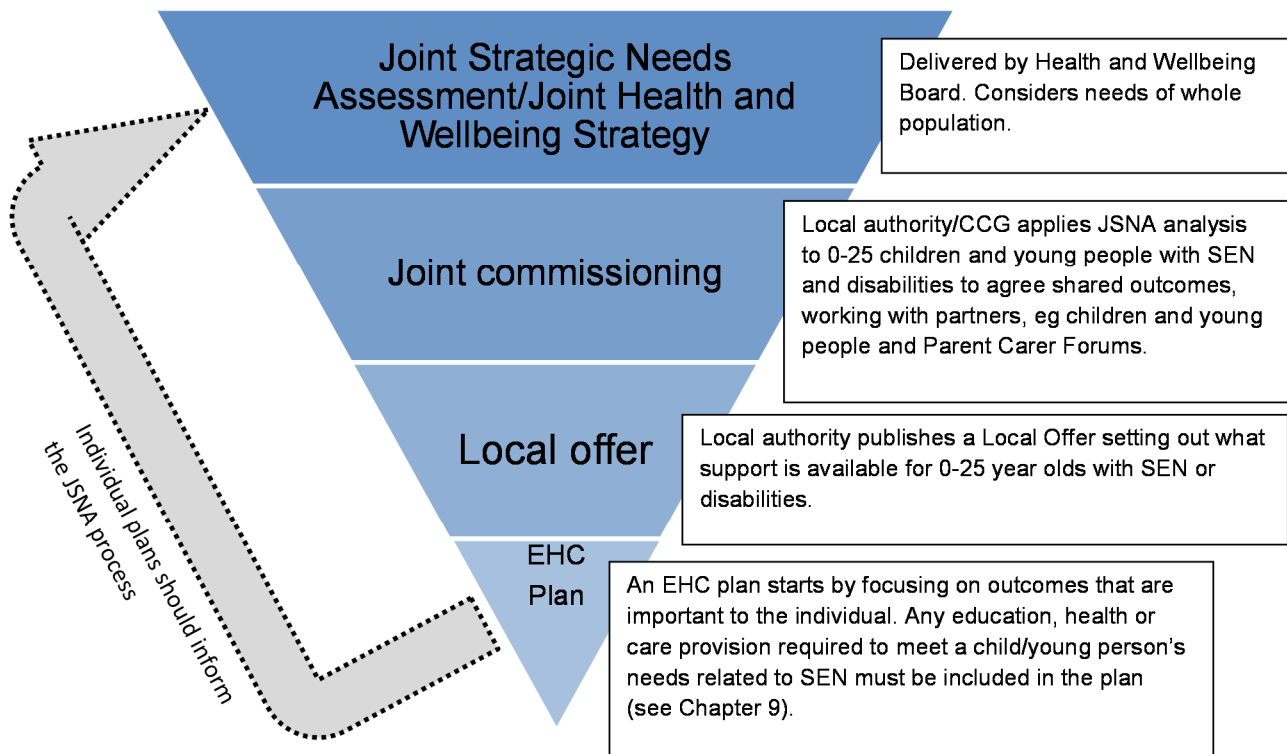 Joint Strategic Needs
Assessment/Joint Health and
Wellbeing Strategy
Delivered by Health and Wellbeing
Board. Considers needs of whole
population.
Joint commissioning
Local authority/CCG applies JSNA analysis
to 0-25 children and young people with SEN
and disabilities to agree shared outcomes,
working with partners, eg children and young
people and Parent Carer Forums.
Local offer
Local authority publishes a Local Offer setting out what
support is available for 0-25 year olds with SEN or
disabilities.
EHC
Plan
An EHC plan starts by focusing on outcomes that are
important to the individual. Any education, health or
care provision required to meet a child/young person's
needs related to SEN must be included in the plan
(see Chapter 9).
Individual plans should inform
the JSNA process